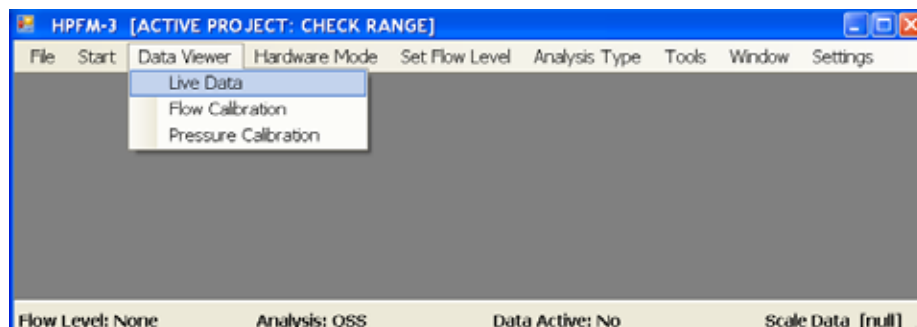 HPFM-3 [ACTIVE PROJECT: CHECK RANGE]
File Start Data Viewer Hardware Mode Set Flow Level Analysis Type Tools Window Settings
Live Data
Flow Calibration
Pressure Calibration
Flow Level: None Analysis: OSS Data Active: No Scale Data [null]